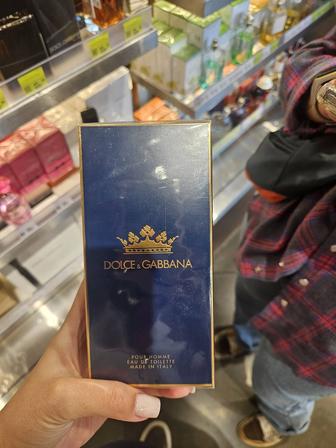 DOLCE & GABBANA
POUR HOMME
EAU DE TOILETTE
MADE IN ITALY